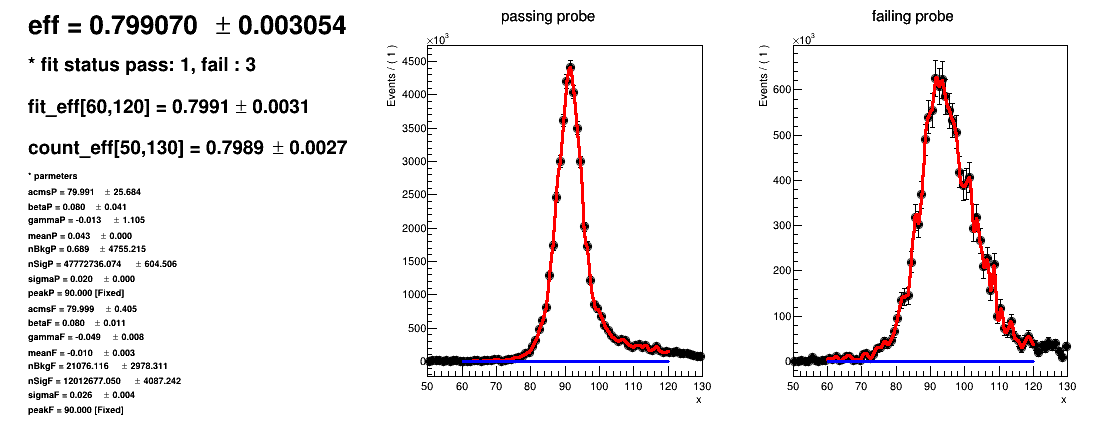 eff = 0.799070 ± 0.003054
* fit status pass: 1, fail : 3
fit_eff[60,120] = 0.7991 ± 0.0031
count_eff[50,130] = 0.7989 ± 0.0027
* parmeters
acmsP = 79.991 ± 25.684
betaP = 0.080 ± 0.041
gammaP = -0.013 ± 1.105
meanP = 0.043 ± 0.000
nBkgP = 0.689 ± 4755.215
nSigP = 47772736.074 ± 604.506
sigmaP = 0.020 ± 0.000
peakP = 90.000 [Fixed]
acmsF = 79.999 ± 0.405
betaF = 0.080 ± 0.011
gammaF = -0.049 ± 0.008
meanF = -0.010 ± 0.003
nBkgF = 21076.116 ± 2978.311
nSigF = 12012677.050 ± 4087.242
sigmaF = 0.026 ± 0.004
peakF = 90.000 [Fixed]
passing probe
×10³
Events / ( 1 )
4500
4000
3500
3000
2500
2000
1500
1000
500
0
50 60 70 80 90 100 110 120 130
x
failing probe
×10³
Events / ( 1 )
600
500
400
300
200
100
0
50 60 70 80 90 100 110 120 130
x